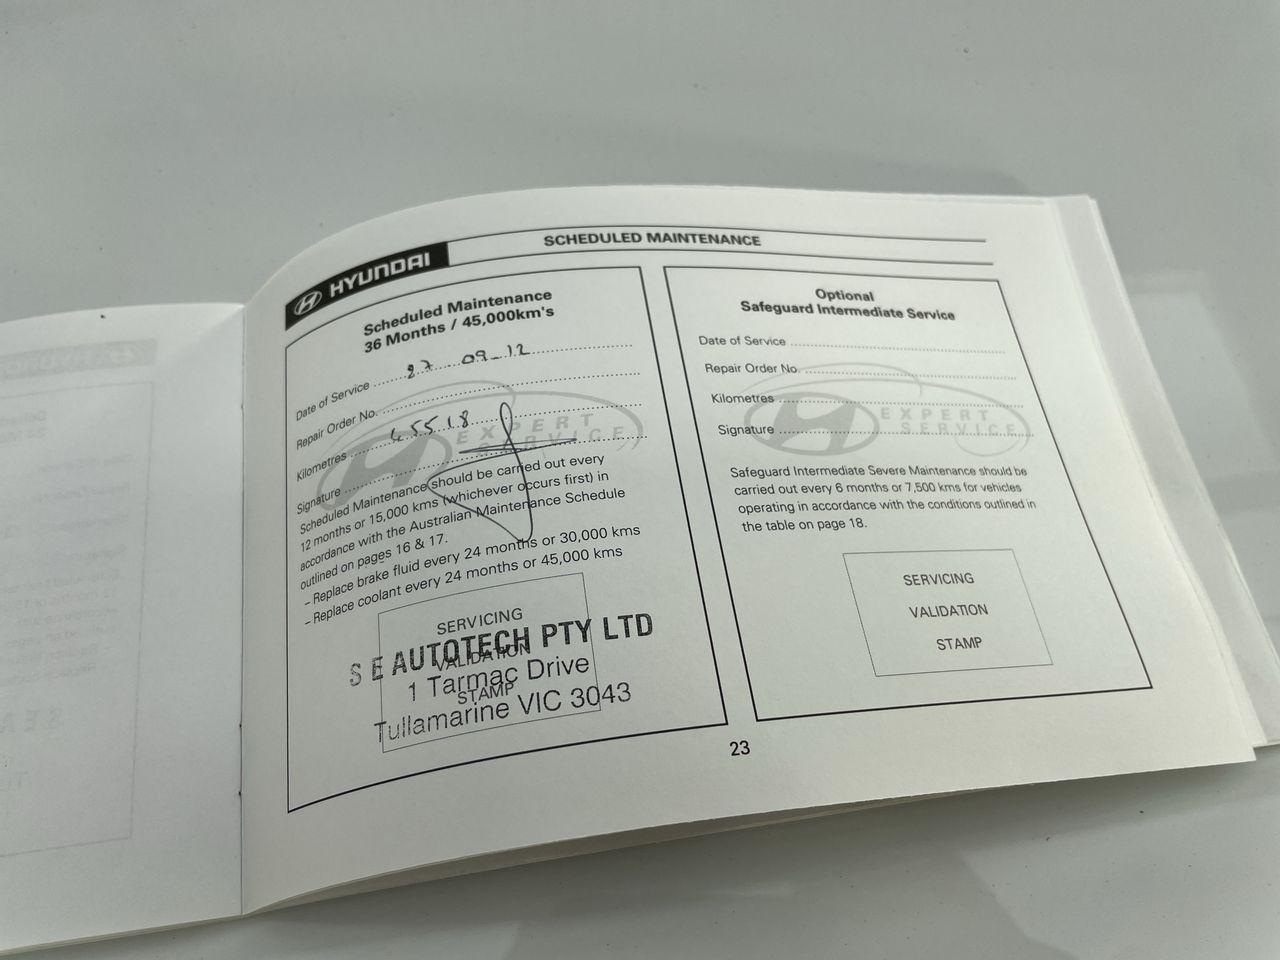 HYUNDAI
SCHEDULED MAINTENANCE
Scheduled Maintenance
36 Months / 45,000km's
Date of Service 27 09 12
Repair Order No.
Kilometres 45518
Signature
EXPERT
SERVICE
Scheduled Maintenance should be carried out every
12 months or 15,000 kms (whichever occurs first) in
accordance with the Australian Maintenance Schedule
outlined on pages 16 & 17.
– Replace brake fluid every 24 months or 30,000 kms
– Replace coolant every 24 months or 45,000 kms
SERVICING
VALIDATION
STAMP
S E AUTOTECH PTY LTD
1 Tarmac Drive
Tullamarine VIC 3043
Optional
Safeguard Intermediate Service
Date of Service
Repair Order No.
Kilometres
Signature
EXPERT
SERVICE
Safeguard Intermediate Severe Maintenance should be
carried out every 6 months or 7,500 kms for vehicles
operating in accordance with the conditions outlined in
the table on page 18.
SERVICING
VALIDATION
STAMP
23